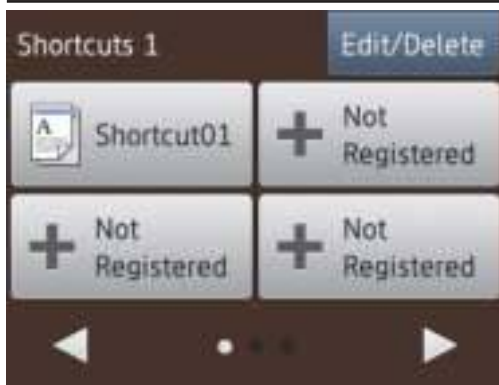 Shortcuts 1
Edit/Delete
A
Shortcut01
Not
Registered
Not
Registered
Not
Registered